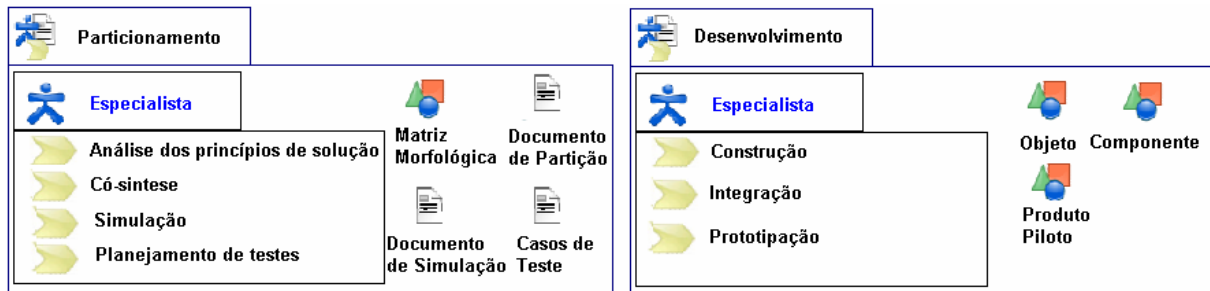 Particionamento
Especialista
Análise dos princípios de solução
Có-sintese
Simulação
Planejamento de testes
Matriz
Morfológica
Documento
de Partição
Documento
de Simulação
Casos de
Teste
Desenvolvimento
Especialista
Construção
Integração
Prototipação
Objeto
Componente
Produto
Piloto